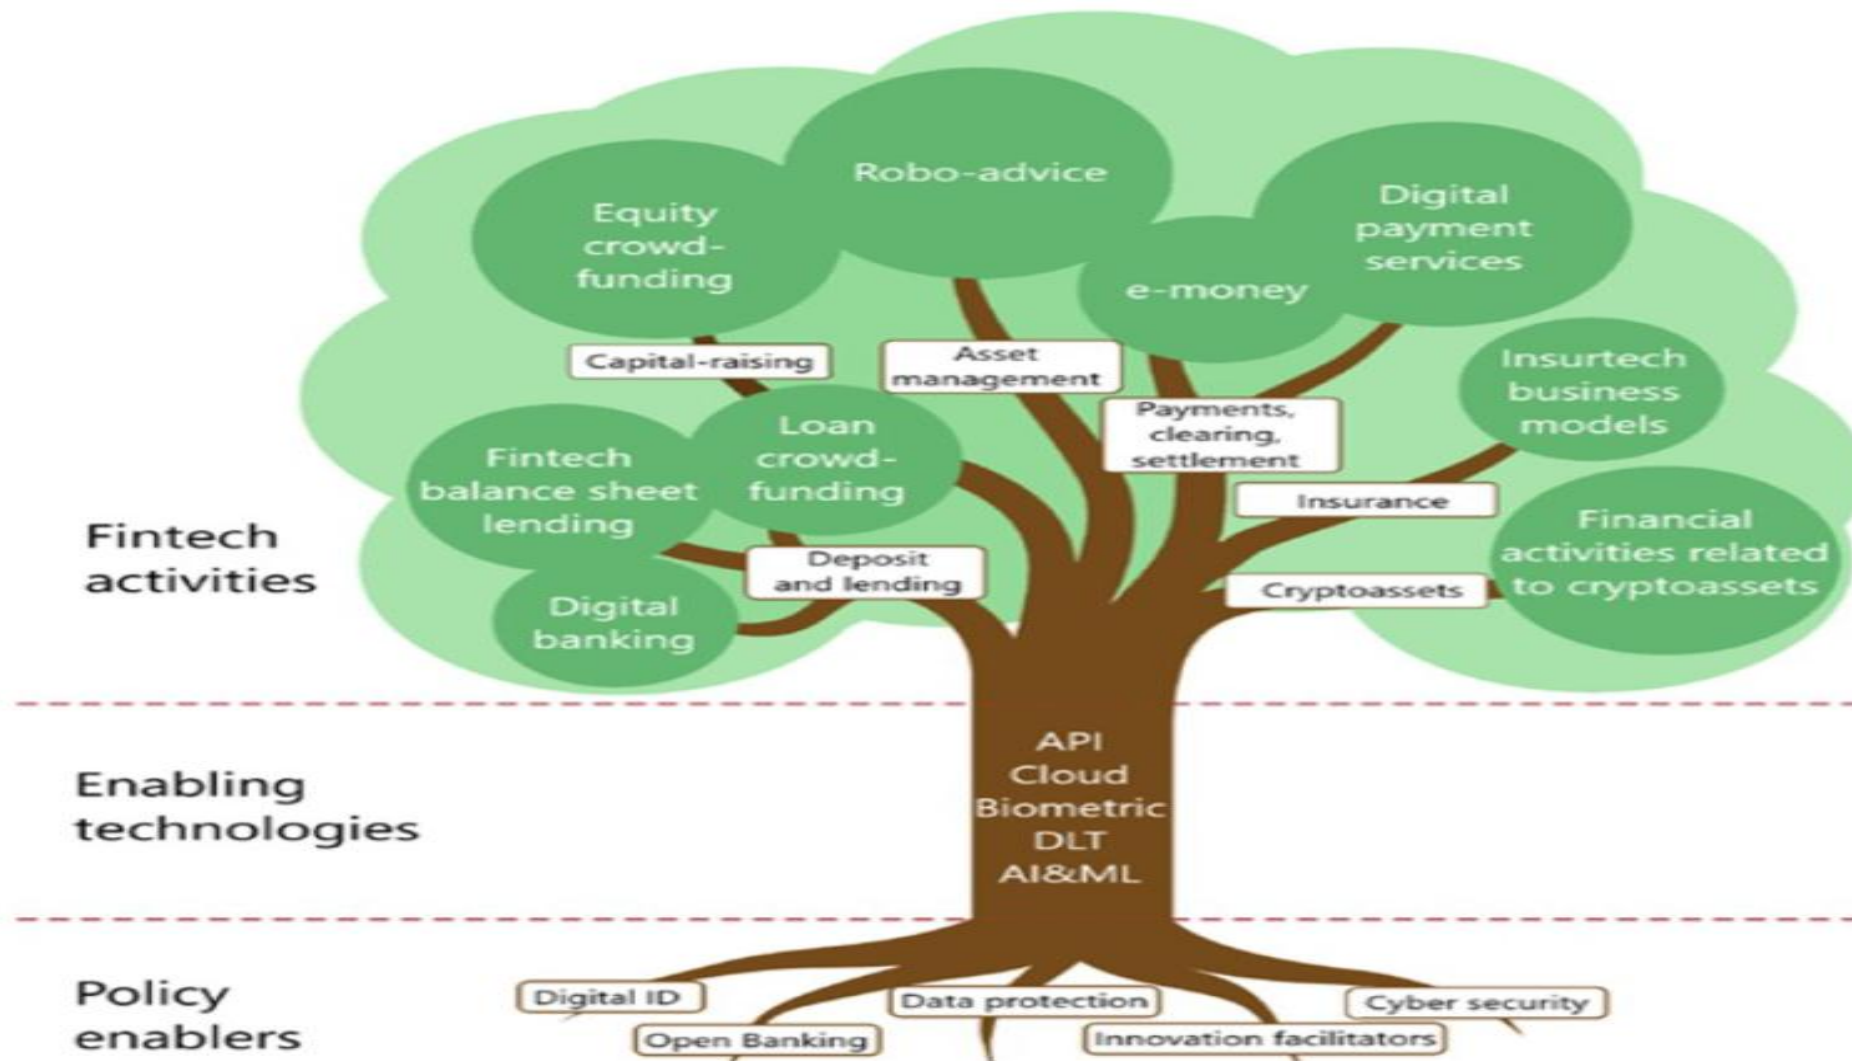 Robo-advice
Equity
crowd-
funding
Digital
payment
services
e-money
Capital-raising
Asset
management
Insurtech
business
models
Payments,
clearing,
settlement
Loan
crowd-
funding
Fintech
balance sheet
lending
Insurance
Financial
activities related
to cryptoassets
Fintech
activities
Deposit
and lending
Cryptoassets
Digital
banking
Enabling
technologies
API
Cloud
Biometric
DLT
AI&ML
Policy
enablers
Digital ID
Data protection
Cyber security
Open Banking
Innovation facilitators